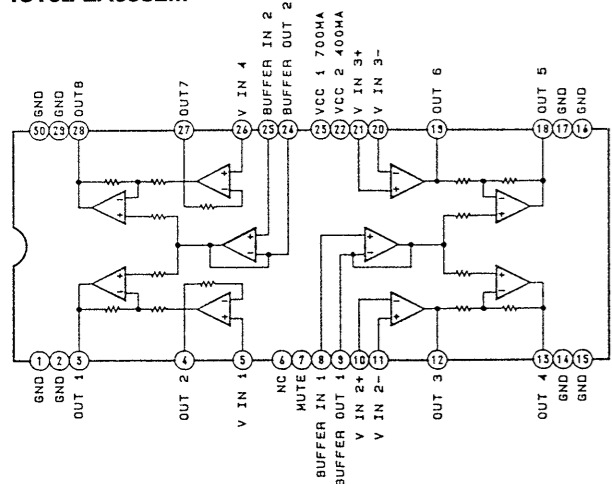 GND
GND
OUT8
OUT7
V IN 4
BUFFER IN 2
BUFFER OUT 2
VCC 1 700MA
VCC 2 400MA
V IN 3+
V IN 3-
OUT 6
OUT 5
GND
GND
30 29 28 27 26 25 24 23 22 21 20 19 18 17 16
+ -
- +
+ -
+ -
- +
- +
+ -
- +
- +
+ -
+ -
- +
1 2 3 4 5 6 7 8 9 10 11 12 13 14 15
GND
GND
OUT 1
OUT 2
V IN 1
NC
MUTE
BUFFER IN 1
BUFFER OUT 1
V IN 2+
V IN 2-
OUT 3
OUT 4
GND
GND